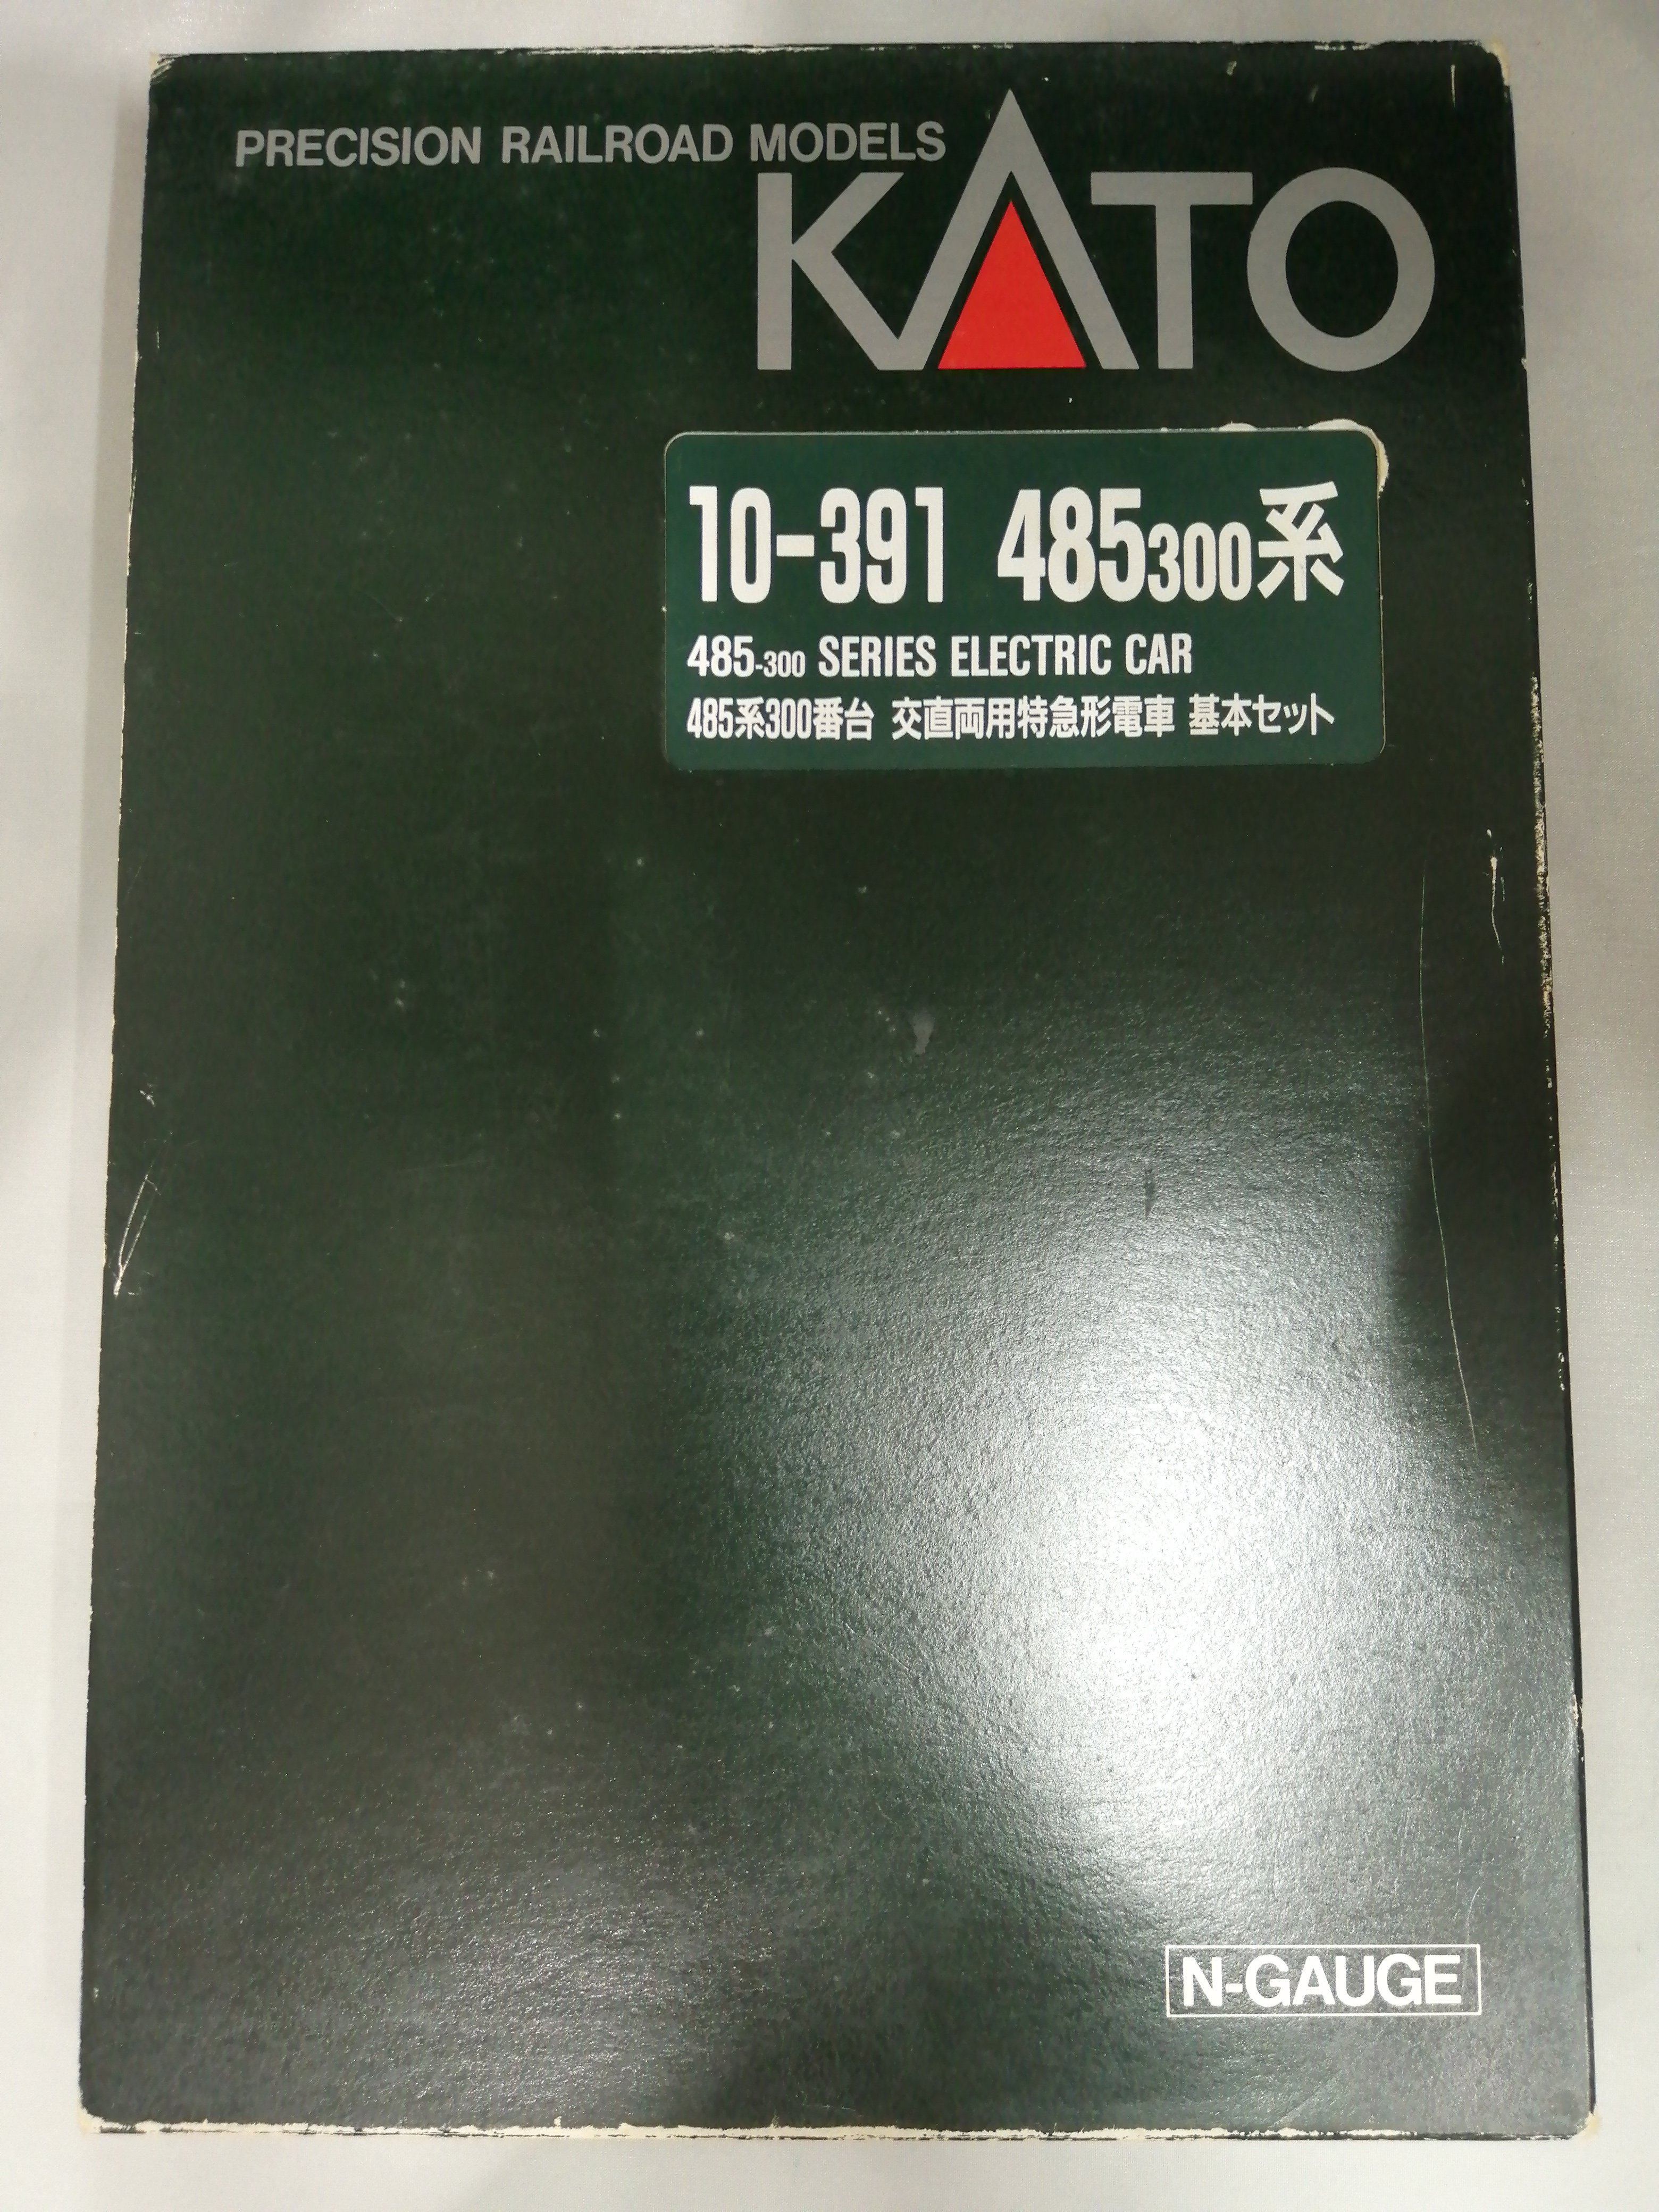 PRECISION RAILROAD MODELS
KATO
10-391 485300系
485-300 SERIES ELECTRIC CAR
485系300番台 交直両用特急形電車 基本セット
N-GAUGE